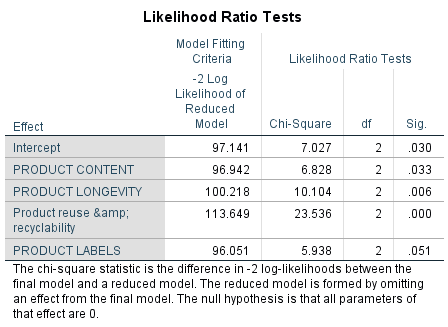 Likelihood Ratio Tests
Model Fitting
Criteria
Likelihood Ratio Tests
-2 Log
Likelihood of
Reduced
Model
Effect
Chi-Square
df
Sig.
Intercept 97.141 7.027 2 .030
PRODUCT CONTENT 96.942 6.828 2 .033
PRODUCT LONGEVITY 100.218 10.104 2 .006
Product reuse &amp; 113.649 23.536 2 .000
recyclability
PRODUCT LABELS 96.051 5.938 2 .051
The chi-square statistic is the difference in -2 log-likelihoods between the
final model and a reduced model. The reduced model is formed by omitting
an effect from the final model. The null hypothesis is that all parameters of
that effect are 0.